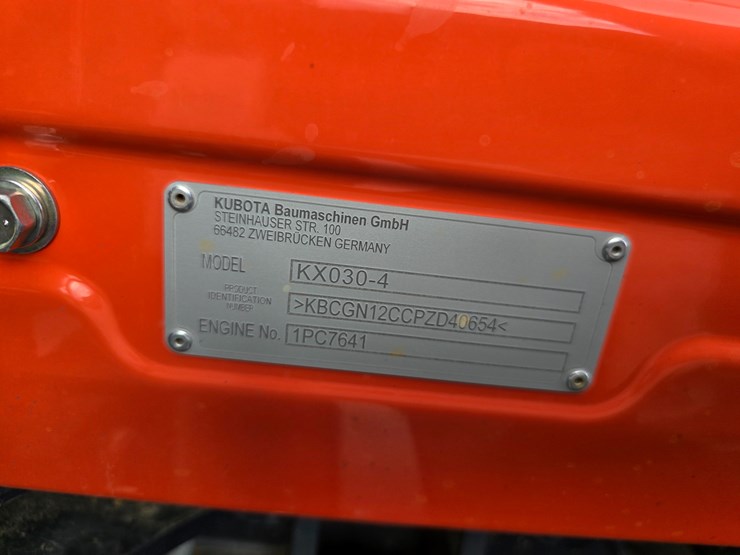 KUBOTA Baumaschinen GmbH
STEINHAUSER STR. 100
66482 ZWEIBRÜCKEN GERMANY
MODEL KX030-4
PRODUCT
IDENTIFICATION
NUMBER >KBCGN12CCPZD40654<
ENGINE No. 1PC7641